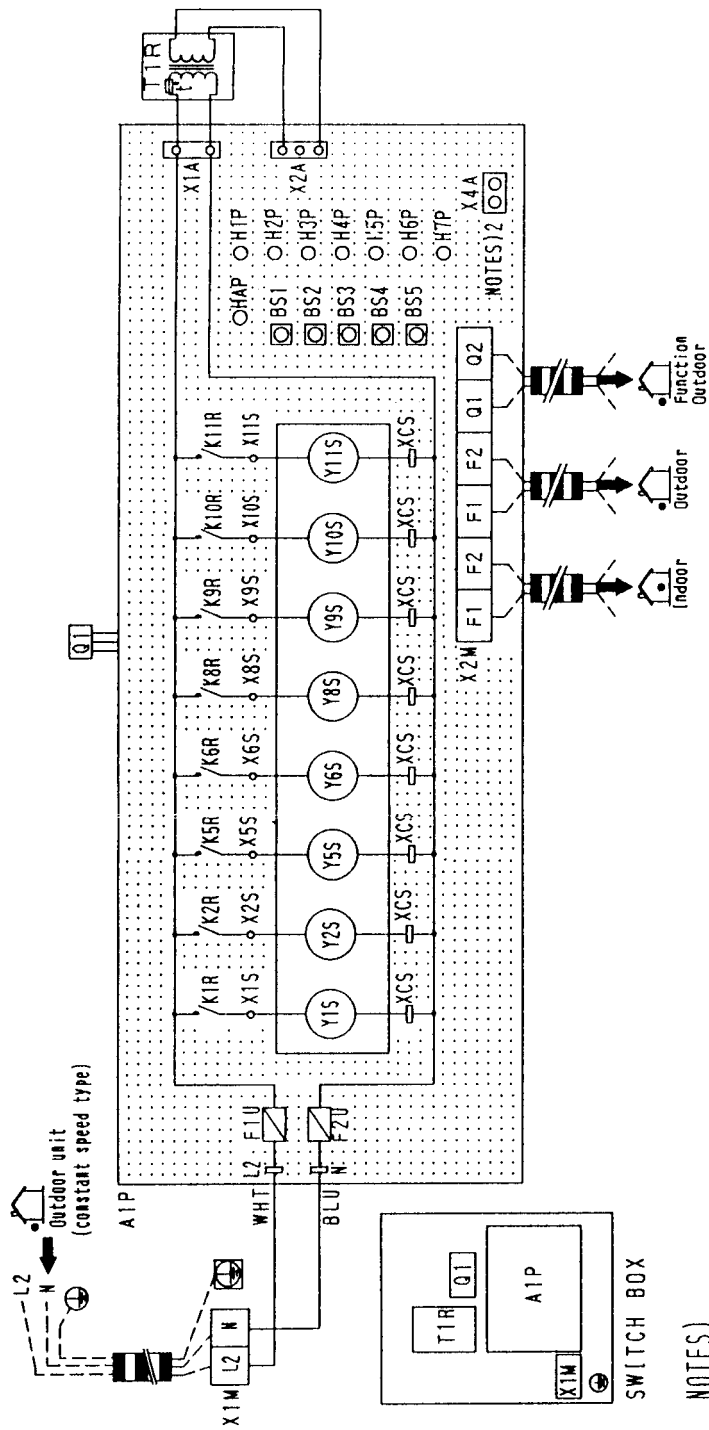 L2
N
Outdoor unit
(constant speed type)
X1M
L2
N
WHT
BLU
A1P
L2
N
F1U
F2U
Q1
T1R
t°
X1A
X2A
K1R
K2R
K5R
K6R
K8R
K9R
K10R
K11R
X1S
X2S
X5S
X6S
X8S
X9S
X10S
X11S
Y1S
Y2S
Y5S
Y6S
Y8S
Y9S
Y10S
Y11S
XCS
XCS
XCS
XCS
XCS
XCS
XCS
XCS
HAP
H1P
H2P
H3P
H4P
H5P
H6P
H7P
BS1
BS2
BS3
BS4
BS5
X4A
NOTES)2
X2M
F1
F2
F1
F2
Q1
Q2
Indoor
Outdoor
Function
Outdoor
T1R
Q1
A1P
X1M
SWITCH BOX
NOTES)